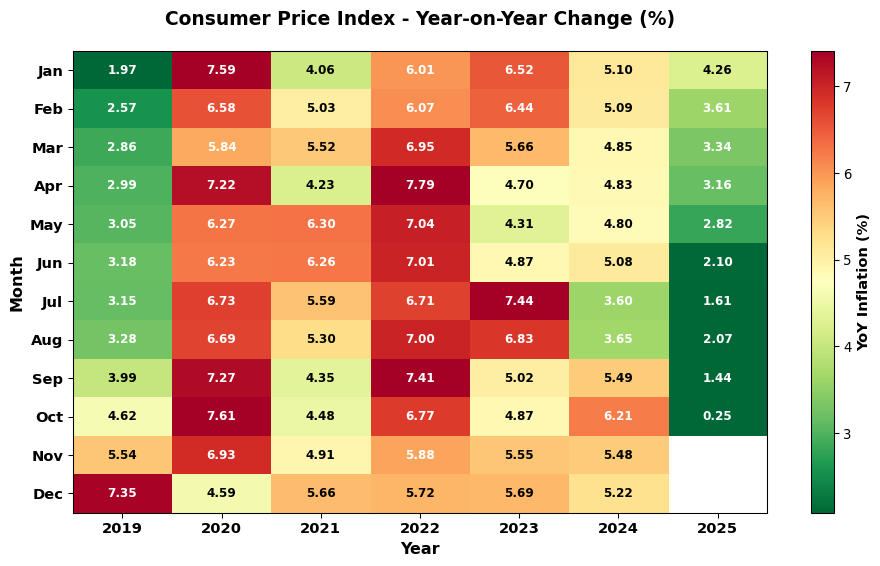 Consumer Price Index - Year-on-Year Change (%)
Jan 1.97 7.59 4.06 6.01 6.52 5.10 4.26
Feb 2.57 6.58 5.03 6.07 6.44 5.09 3.61
Mar 2.86 5.84 5.52 6.95 5.66 4.85 3.34
Apr 2.99 7.22 4.23 7.79 4.70 4.83 3.16
May 3.05 6.27 6.30 7.04 4.31 4.80 2.82
Jun 3.18 6.23 6.26 7.01 4.87 5.08 2.10
Jul 3.15 6.73 5.59 6.71 7.44 3.60 1.61
Aug 3.28 6.69 5.30 7.00 6.83 3.65 2.07
Sep 3.99 7.27 4.35 7.41 5.02 5.49 1.44
Oct 4.62 7.61 4.48 6.77 4.87 6.21 0.25
Nov 5.54 6.93 4.91 5.88 5.55 5.48
Dec 7.35 4.59 5.66 5.72 5.69 5.22
2019 2020 2021 2022 2023 2024 2025
Year
Month
7
6
5
4
3
YoY Inflation (%)